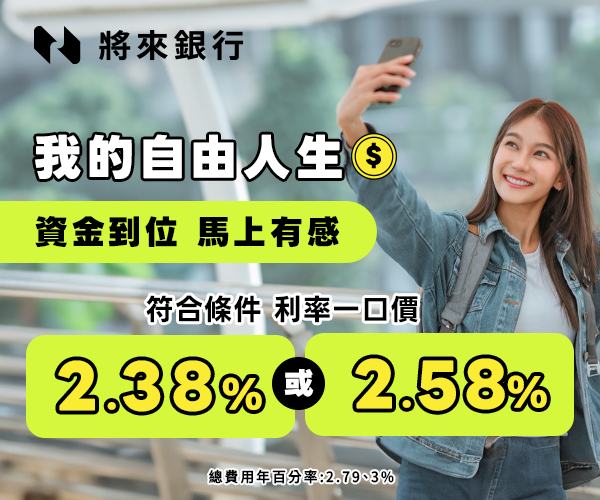 將來銀行
我的自由人生$
資金到位 馬上有感
符合條件 利率一口價
2.38% 或 2.58%
總費用年百分率:2.79、3%